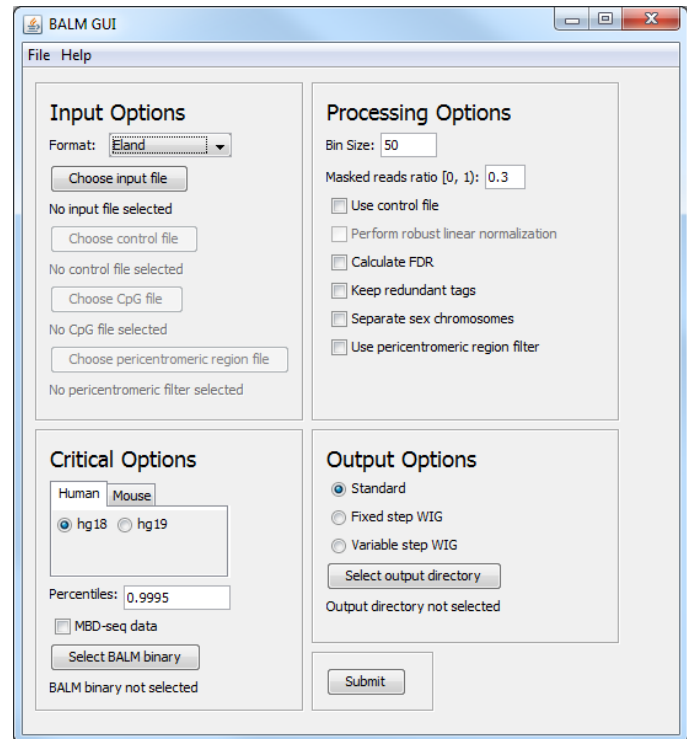 BALM GUI
File Help
Input Options
Format: Eland
Choose input file
No input file selected
Choose control file
No control file selected
Choose CpG file
No CpG file selected
Choose pericentromeric region file
No pericentromeric filter selected
Processing Options
Bin Size: 50
Masked reads ratio [0, 1): 0.3
Use control file
Perform robust linear normalization
Calculate FDR
Keep redundant tags
Separate sex chromosomes
Use pericentromeric region filter
Critical Options
Human Mouse
hg18 hg19
Percentiles: 0.9995
MBD-seq data
Select BALM binary
BALM binary not selected
Output Options
Standard
Fixed step WIG
Variable step WIG
Select output directory
Output directory not selected
Submit